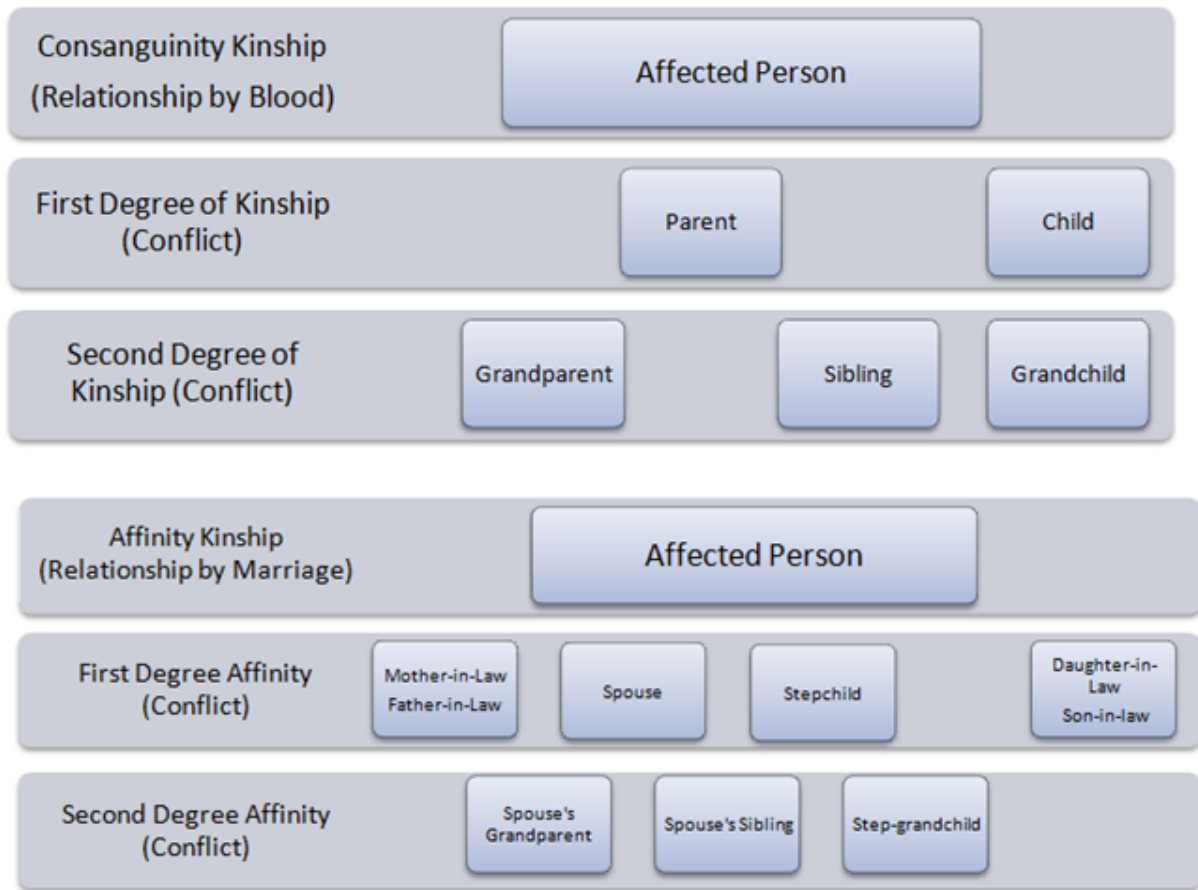 Consanguinity Kinship
(Relationship by Blood)
Affected Person
First Degree of Kinship
(Conflict)
Parent
Child
Second Degree of
Kinship (Conflict)
Grandparent
Sibling
Grandchild
Affinity Kinship
(Relationship by Marriage)
Affected Person
First Degree Affinity
(Conflict)
Mother-in-Law
Father-in-Law
Spouse
Stepchild
Daughter-in-
Law
Son-in-law
Second Degree Affinity
(Conflict)
Spouse's
Grandparent
Spouse's Sibling
Step-grandchild